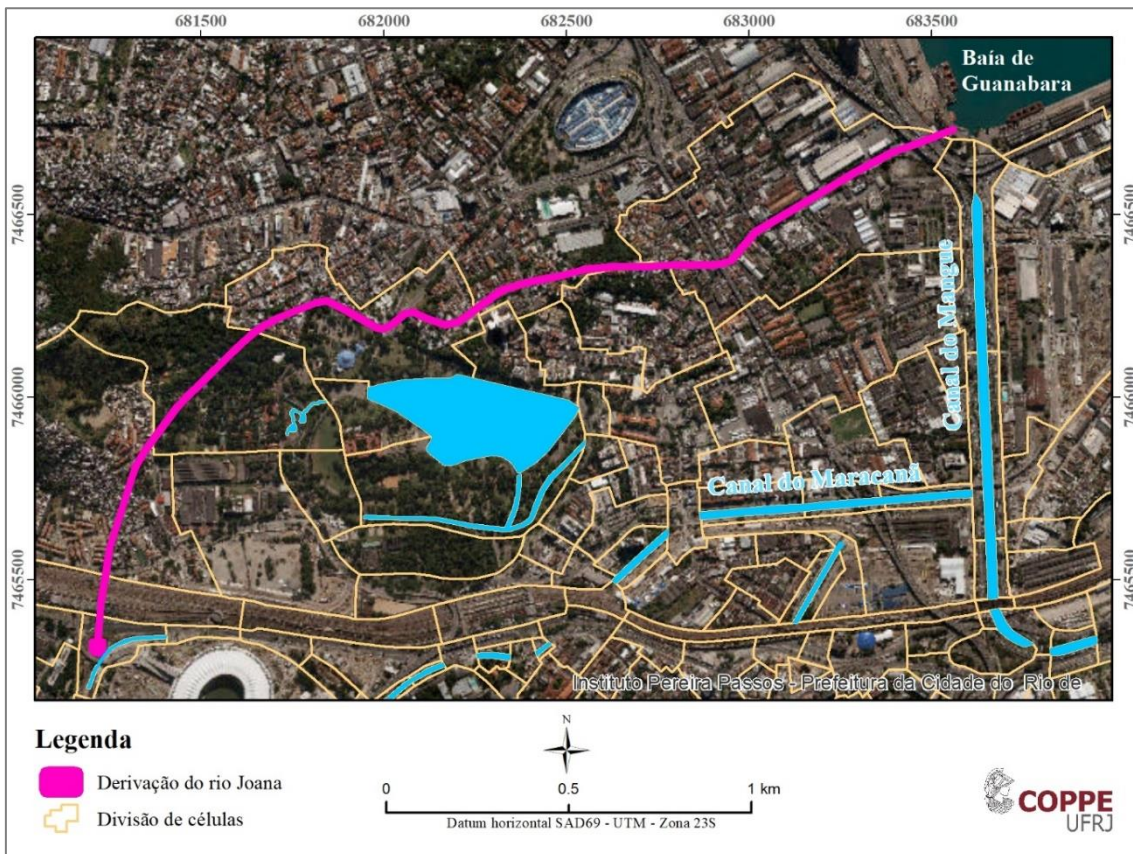 681500 682000 682500 683000 683500
Baía de
Guanabara
7466500 7466500
7466000 7466000
7465500 7465500
Canal do Mangue
Canal do Maracanã
Instituto Pereira Passos - Prefeitura da Cidade do Rio de
Legenda
Derivação do rio Joana
Divisão de células
N
0 0.5 1 km
Datum horizontal SAD69 - UTM - Zona 23S
COPPE
UFRJ